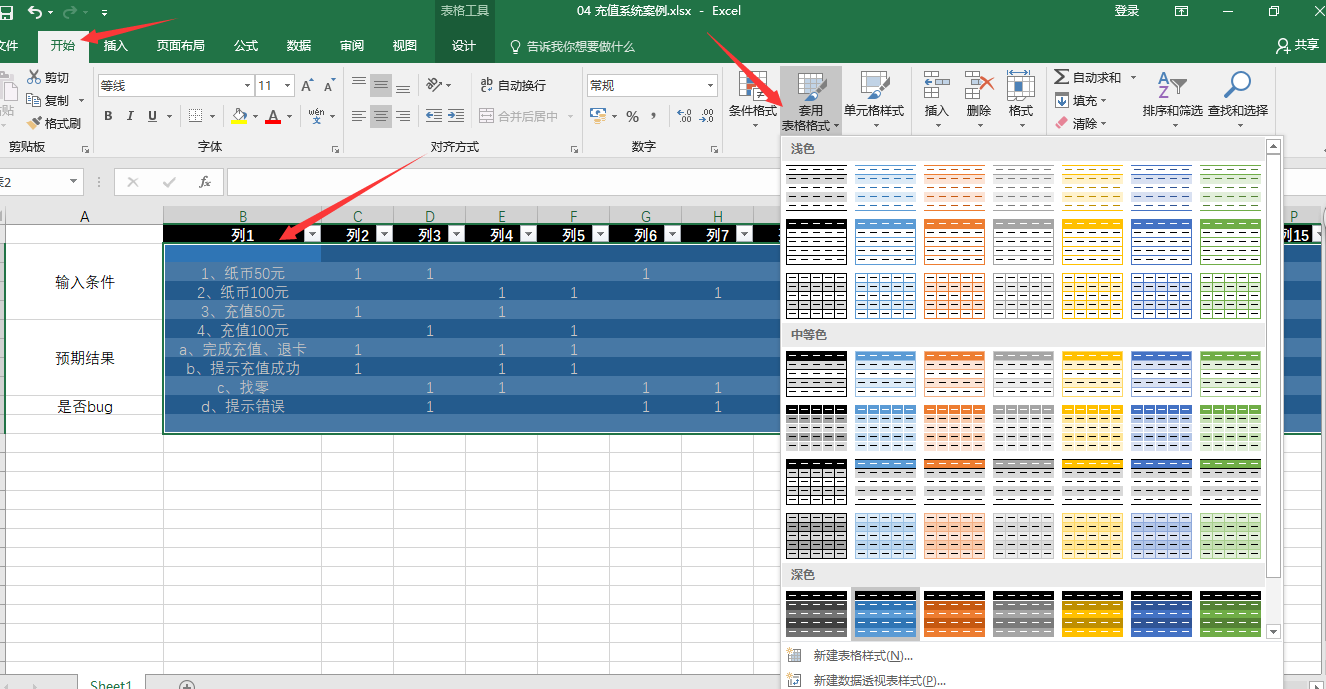 表格工具
04 充值系统案例.xlsx - Excel
登录
文件 开始 插入 页面布局 公式 数据 审阅 视图 设计 告诉我你想要做什么 共享
剪切
复制
格式刷
剪贴板
等线 11
B I U A wén 文
字体
ab 自动换行
合并后居中
对齐方式
常规
% ,
数字
条件格式
套用
表格格式
单元格样式
插入 删除 格式
自动求和
填充
清除
排序和筛选 查找和选择
表2 fx
A B C D E F G H P
列1 列2 列3 列4 列5 列6 列7 列15
输入条件
1、纸币50元 1 1 1
2、纸币100元 1 1 1
3、充值50元 1 1
预期结果
4、充值100元 1 1
a、完成充值、退卡 1 1 1
b、提示充值成功 1 1 1
c、找零 1 1 1 1
是否bug
d、提示错误 1 1 1
浅色
中等色
深色
新建表格样式(N)...
新建数据透视表样式(P)...
Sheet1